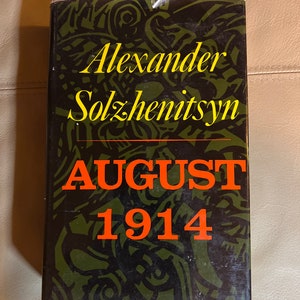 Alexander
Solzhenitsyn
AUGUST
1914